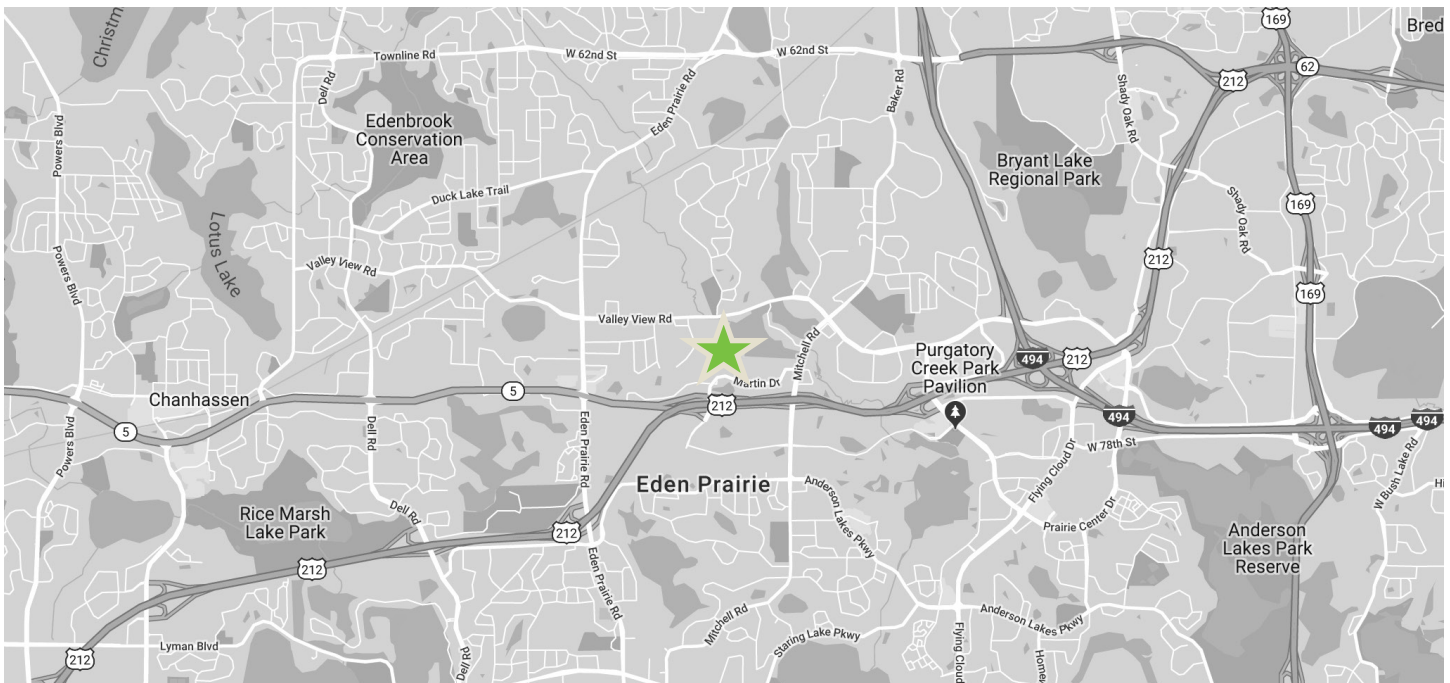 169
Christm
Bred
Townline Rd
W 62nd St
W 62nd St
62
212
Dell Rd
Eden Prairie Rd
Baker Rd
Shady Oak Rd
Powers Blvd
Edenbrook
Conservation
Area
Bryant Lake
Regional Park
Duck Lake Trail
169
Lotus Lake
Shady Oak Rd
Powers Blvd
Valley View Rd
212
169
Valley View Rd
Mitchell Rd
Purgatory
Creek Park
Pavilion
494
212
Martin Dr
5
Chanhassen
212
5
Powers Blvd
Dell Rd
Eden Prairie Rd
494
494
494
W 78th St
W Bush Lake Rd
Flying Cloud Dr
Eden Prairie
Anderson Lakes Pkwy
Hi
Rice Marsh
Lake Park
Dell Rd
212
Prairie Center Dr
Anderson
Lakes Park
Reserve
212
Eden Prairie Rd
Mitchell Rd
Anderson Lakes Pkwy
Staring Lake Pkwy
Lyman Blvd
212
Dell Rd
Flying Cloud
Homew